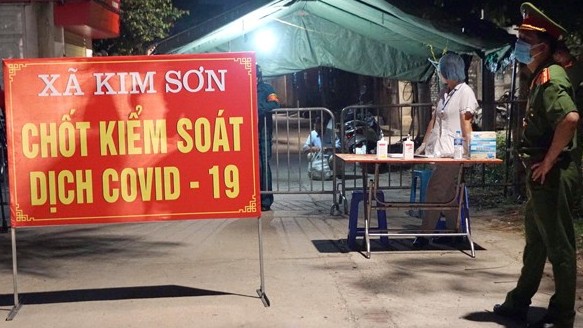 XÃ KIM SƠN
CHỐT KIỂM SOÁT
DỊCH COVID - 19